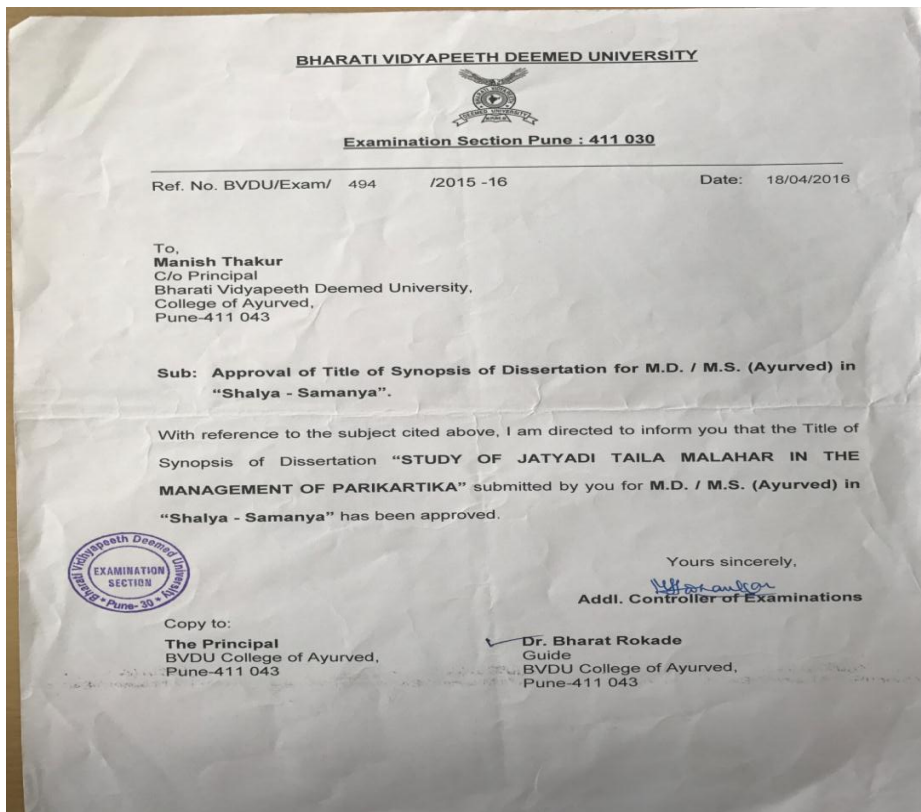 BHARATI VIDYAPEETH DEEMED UNIVERSITY
Examination Section Pune : 411 030
Ref. No. BVDU/Exam/ 494 /2015 -16 Date: 18/04/2016
To,
Manish Thakur
C/o Principal
Bharati Vidyapeeth Deemed University,
College of Ayurved,
Pune-411 043
Sub: Approval of Title of Synopsis of Dissertation for M.D. / M.S. (Ayurved) in
“Shalya - Samanya”.
With reference to the subject cited above, I am directed to inform you that the Title of
Synopsis of Dissertation “STUDY OF JATYADI TAILA MALAHAR IN THE
MANAGEMENT OF PARIKARTIKA” submitted by you for M.D. / M.S. (Ayurved) in
“Shalya - Samanya” has been approved.
Bharati Vidhyapeeth Deemed University
EXAMINATION
SECTION
* Pune- 30 *
Yours sincerely,
Addl. Controller of Examinations
Copy to:
The Principal
BVDU College of Ayurved,
Pune-411 043
Dr. Bharat Rokade
Guide
BVDU College of Ayurved,
Pune-411 043